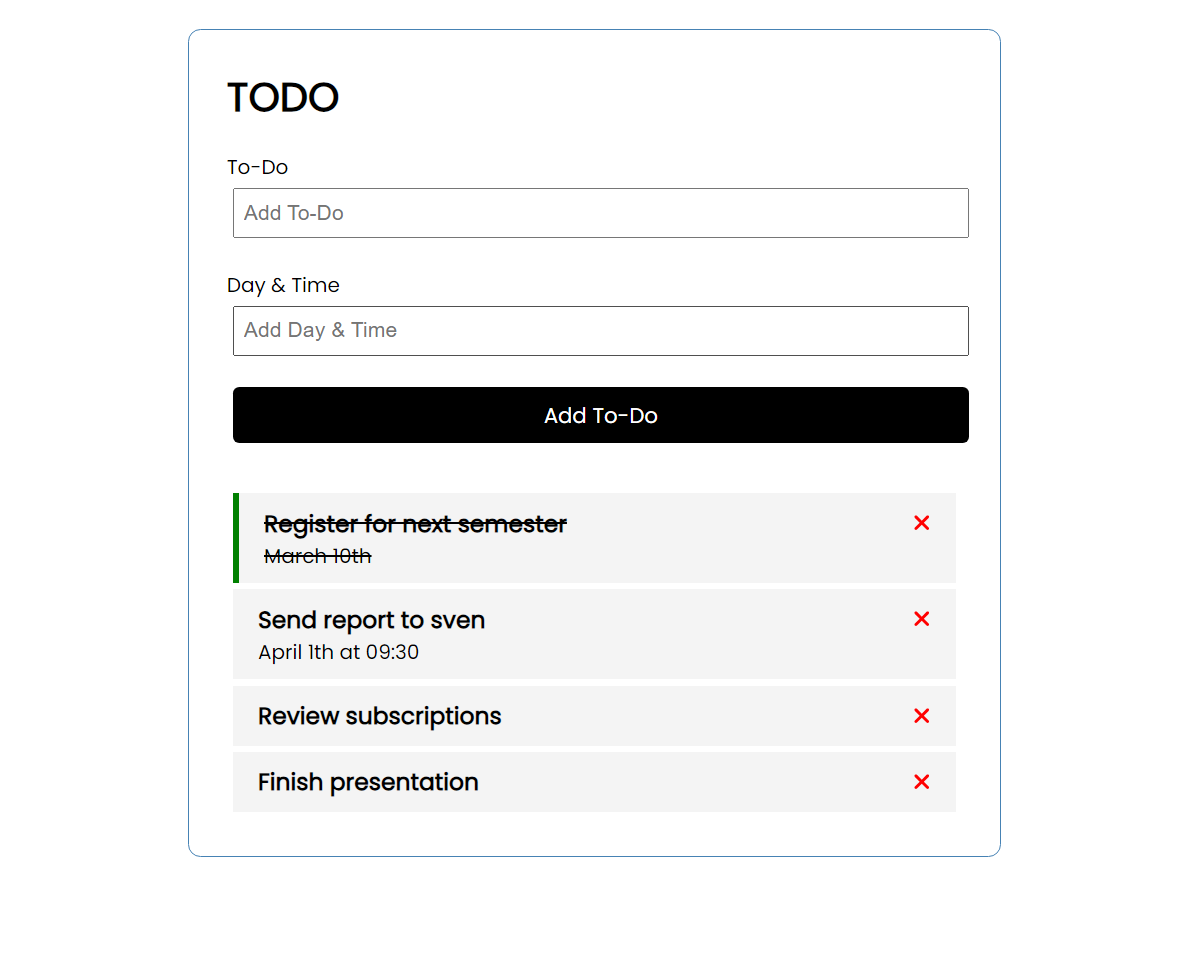 TODO
To-Do
Add To-Do
Day & Time
Add Day & Time
Add To-Do
Register for next semester
March 10th
Send report to sven
April 1th at 09:30
Review subscriptions
Finish presentation